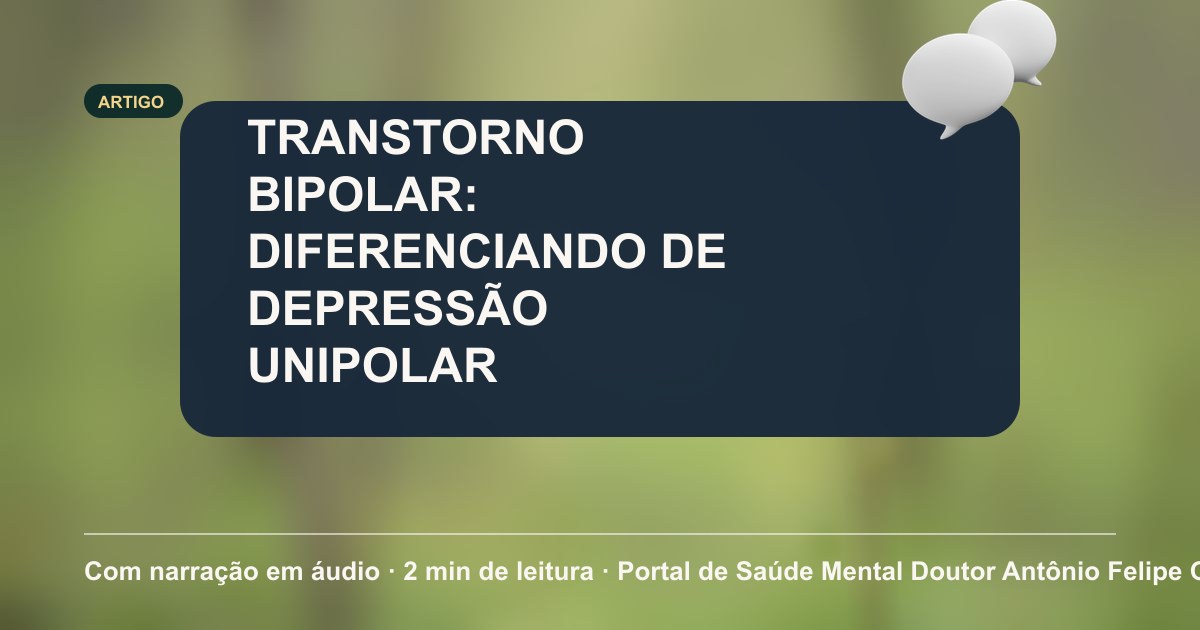 ARTIGO
TRANSTORNO
BIPOLAR:
DIFERENCIANDO DE
DEPRESSÃO
UNIPOLAR
Com narração em áudio · 2 min de leitura · Portal de Saúde Mental Doutor Antônio Felipe